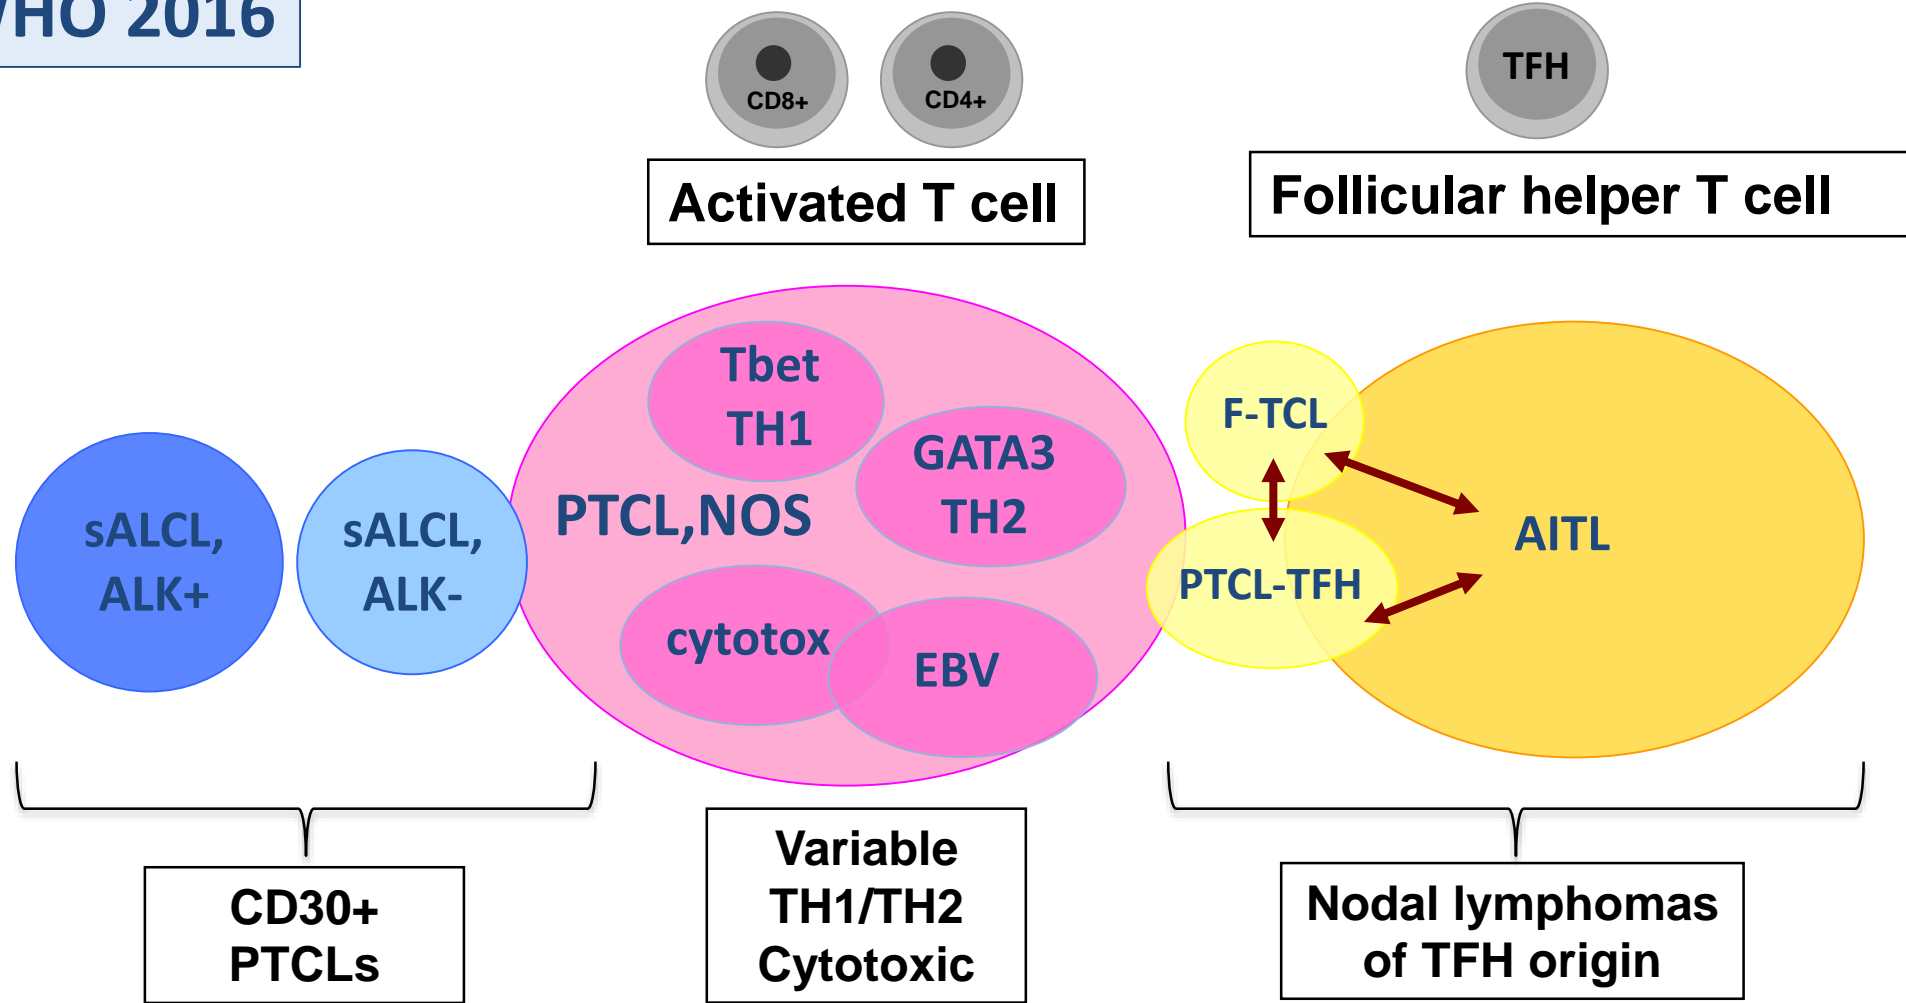 WHO 2016
CD8+
CD4+
TFH
Activated T cell
Follicular helper T cell
Tbet
TH1
GATA3
TH2
PTCL,NOS
cytotox
EBV
sALCL,
ALK+
sALCL,
ALK-
F-TCL
PTCL-TFH
AITL
CD30+
PTCLs
Variable
TH1/TH2
Cytotoxic
Nodal lymphomas
of TFH origin